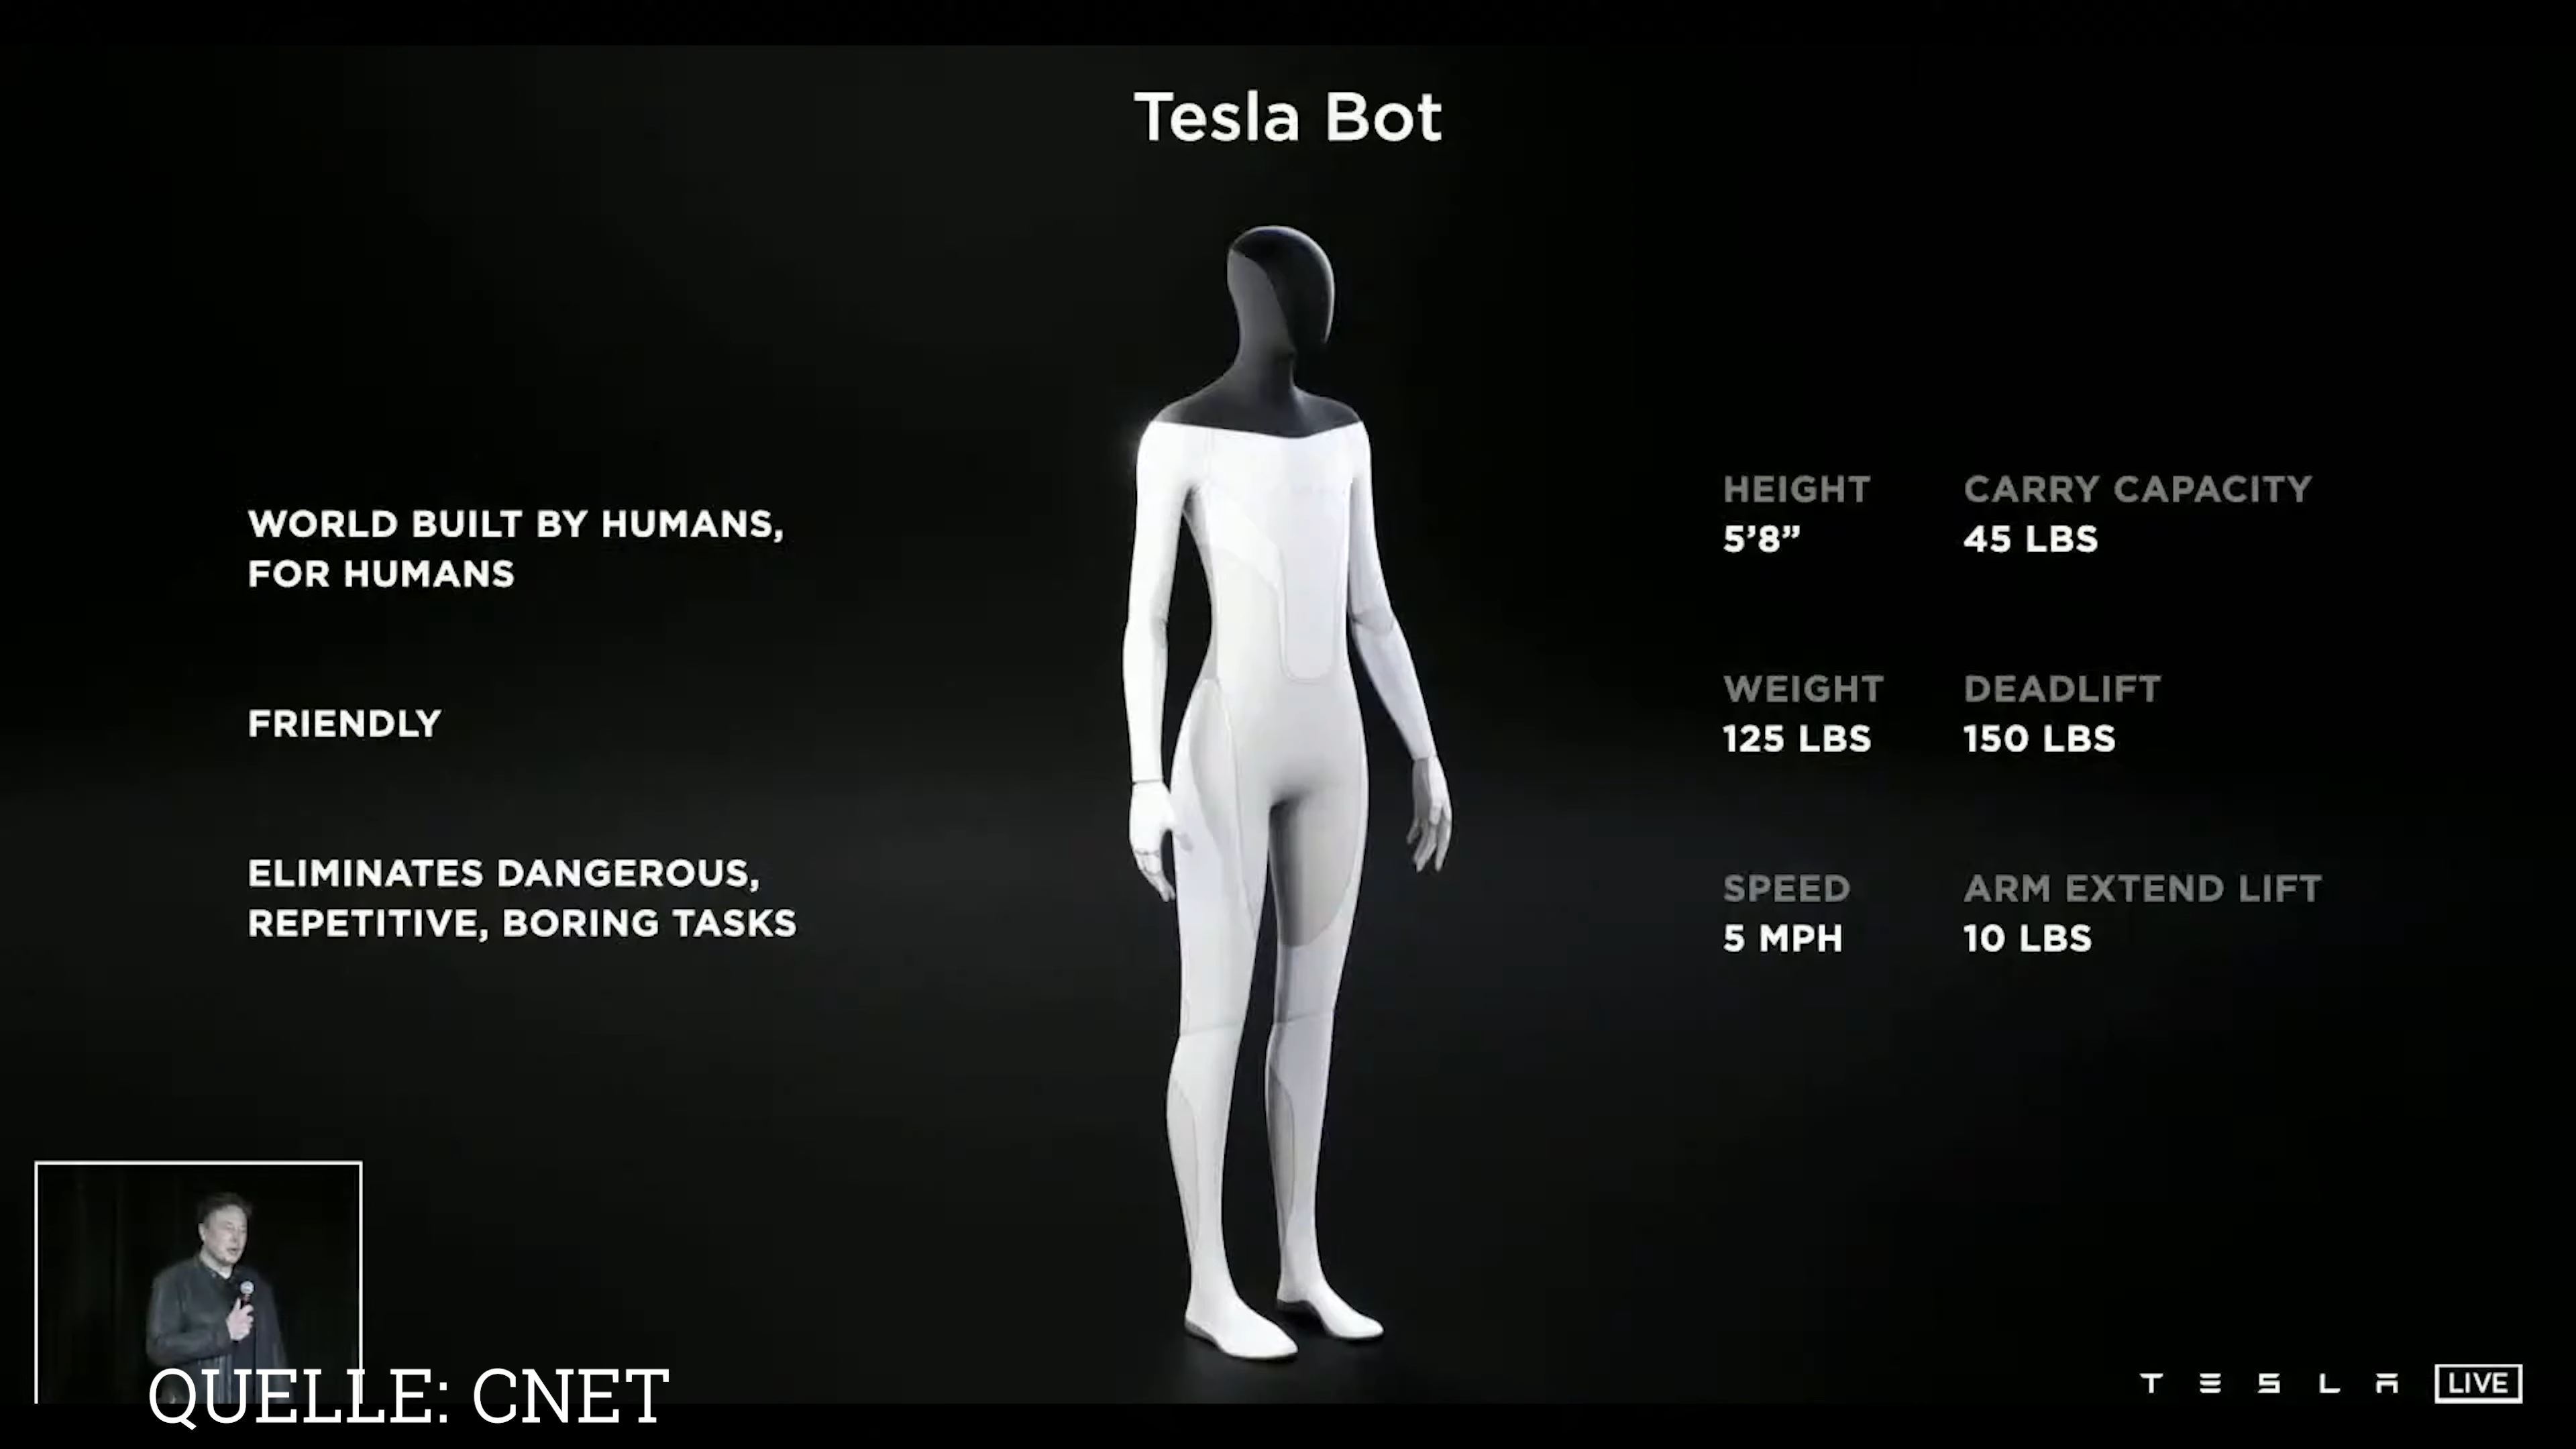 Tesla Bot
WORLD BUILT BY HUMANS,
FOR HUMANS
FRIENDLY
ELIMINATES DANGEROUS,
REPETITIVE, BORING TASKS
HEIGHT
5’8”
CARRY CAPACITY
45 LBS
WEIGHT
125 LBS
DEADLIFT
150 LBS
SPEED
5 MPH
ARM EXTEND LIFT
10 LBS
QUELLE: CNET
TESLA LIVE